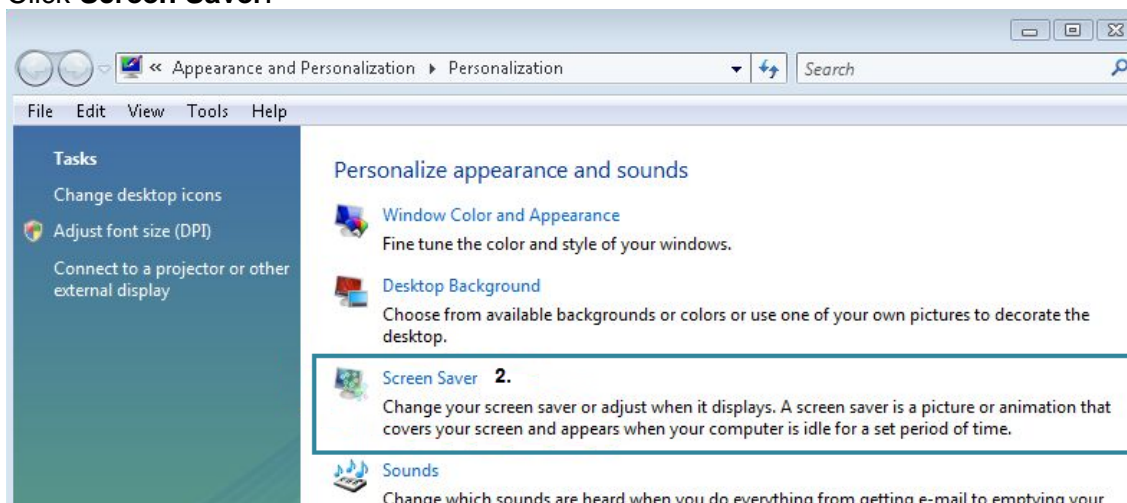 Click Screen Saver.
« Appearance and Personalization ▸ Personalization
Search
File Edit View Tools Help
Tasks
Change desktop icons
Adjust font size (DPI)
Connect to a projector or other
external display
Personalize appearance and sounds
Window Color and Appearance
Fine tune the color and style of your windows.
Desktop Background
Choose from available backgrounds or colors or use one of your own pictures to decorate the
desktop.
Screen Saver 2.
Change your screen saver or adjust when it displays. A screen saver is a picture or animation that
covers your screen and appears when your computer is idle for a set period of time.
Sounds
Change which sounds are heard when you do everything from getting e-mail to emptying your